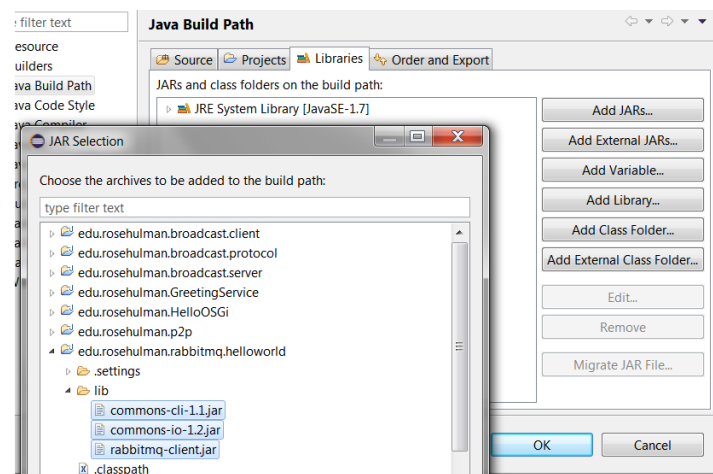 filter text
Java Build Path
esource
uilders
ava Build Path
ava Code Style
ava Compiler
Source
Projects
Libraries
Order and Export
JARs and class folders on the build path:
JRE System Library [JavaSE-1.7]
Add JARs...
Add External JARs...
Add Variable...
Add Library...
Add Class Folder...
Add External Class Folder...
Edit...
Remove
Migrate JAR File...
JAR Selection
Choose the archives to be added to the build path:
type filter text
edu.rosehulman.broadcast.client
edu.rosehulman.broadcast.protocol
edu.rosehulman.broadcast.server
edu.rosehulman.GreetingService
edu.rosehulman.HelloOSGi
edu.rosehulman.p2p
edu.rosehulman.rabbitmq.helloworld
.settings
lib
commons-cli-1.1.jar
commons-io-1.2.jar
rabbitmq-client.jar
.classpath
OK
Cancel